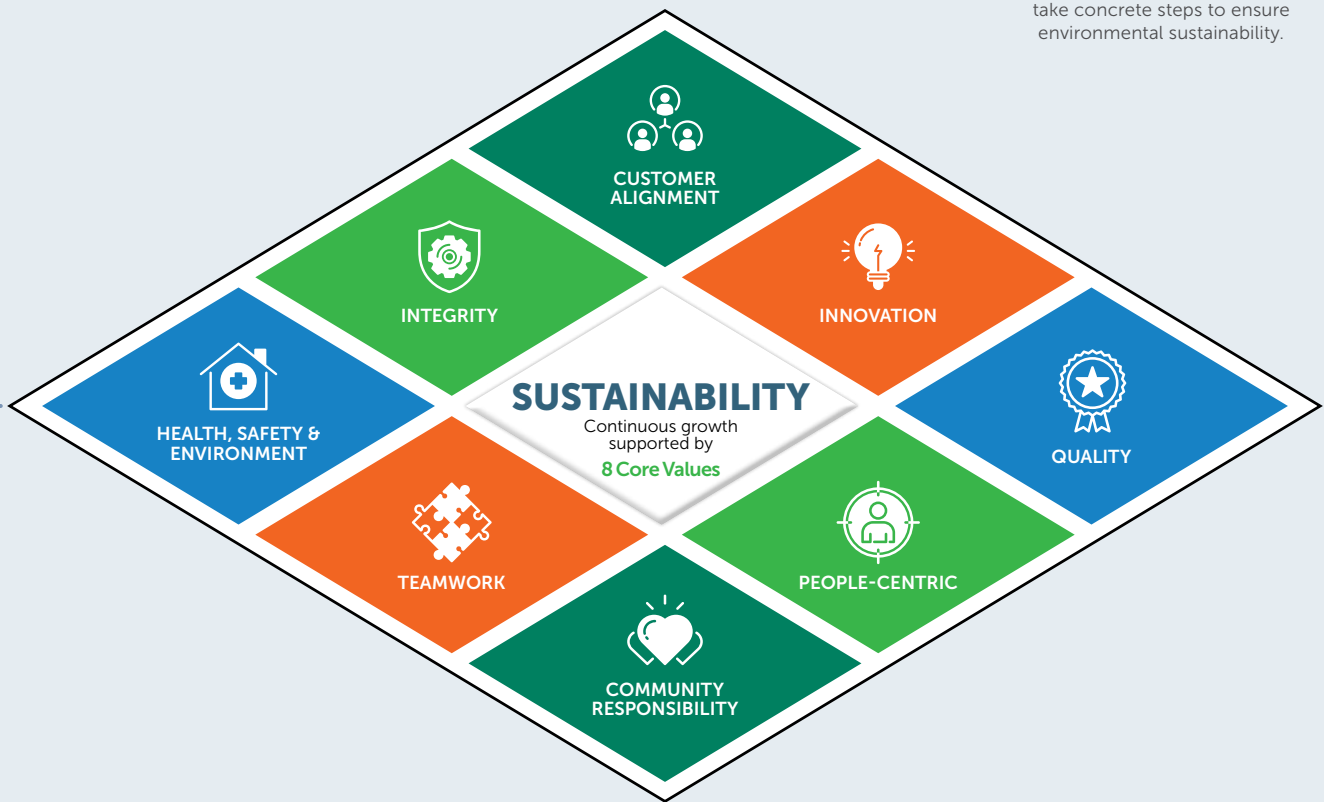 take concrete steps to ensure
environmental sustainability.
CUSTOMER
ALIGNMENT
INTEGRITY
INNOVATION
HEALTH, SAFETY &
ENVIRONMENT
SUSTAINABILITY
Continuous growth
supported by
8 Core Values
QUALITY
TEAMWORK
PEOPLE-CENTRIC
COMMUNITY
RESPONSIBILITY